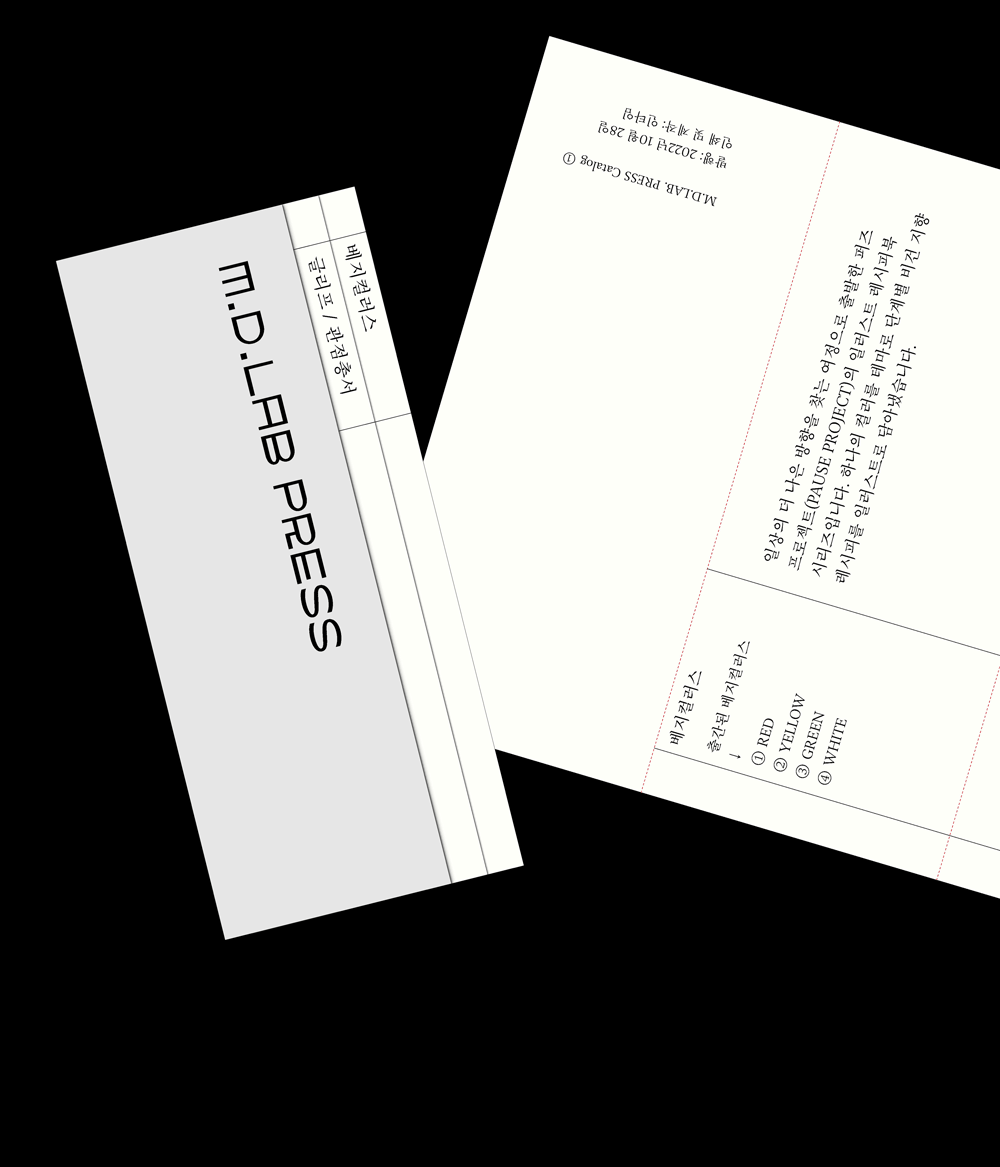 M.D.LAB PRESS
베지컬러스
글리프 / 관점총서
M.D.LAB. PRESS Catalog ①
발행: 2022년 10월 28일
인쇄 및 제작: 인타임
일상의 더 나은 방향을 찾는 여정으로 출발한 퍼즈
프로젝트(PAUSE PROJECT)의 일러스트 레시피북
시리즈입니다. 하나의 컬러를 테마로 단계별 비건 지향
레시피를 일러스트로 담아냈습니다.
베지컬러스
출간된 베지컬러스
↓
① RED
② YELLOW
③ GREEN
④ WHITE